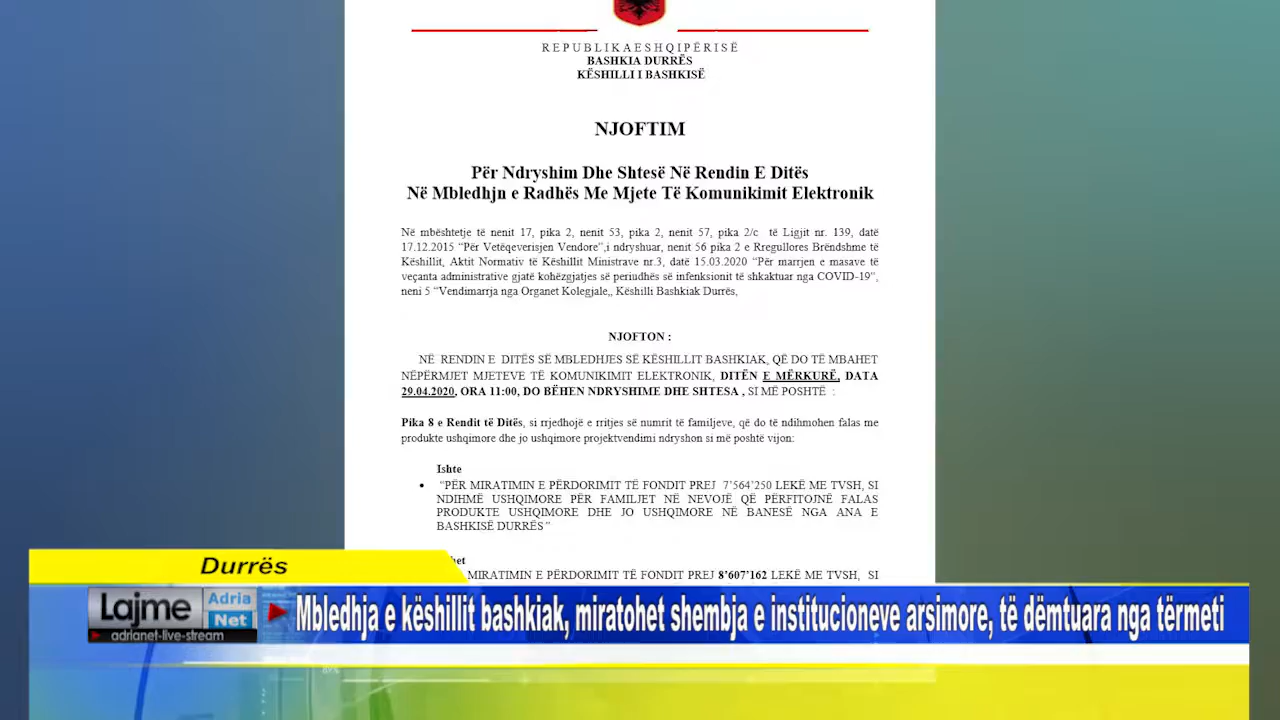 REPUBLIKAESHQIPËRISË
BASHKIA DURRËS
KËSHILLI I BASHKISË
NJOFTIM
Për Ndryshim Dhe Shtesë Në Rendin E Ditës
Në Mbledhjn e Radhës Me Mjete Të Komunikimit Elektronik
Në mbështetje të nenit 17, pika 2, nenit 53, pika 2, nenit 57, pika 2/c të Ligjit nr. 139, datë
17.12.2015 “Për Vetëqeverisjen Vendore”,i ndryshuar, nenit 56 pika 2 e Rregullores Brëndshme të
Këshillit, Aktit Normativ të Këshillit Ministrave nr.3, datë 15.03.2020 “Për marrjen e masave të
veçanta administrative gjatë kohëzgjatjes së periudhës së infenksionit të shkaktuar nga COVID-19”,
neni 5 “Vendimarrja nga Organet Kolegjale,, Këshilli Bashkiak Durrës,
NJOFTON :
NË RENDIN E DITËS SË MBLEDHJES SË KËSHILLIT BASHKIAK, QË DO TË MBAHET
NËPËRMJET MJETEVE TË KOMUNIKIMIT ELEKTRONIK, DITËN E MËRKURË, DATA
29.04.2020, ORA 11:00, DO BËHEN NDRYSHIME DHE SHTESA , SI MË POSHTË :
Pika 8 e Rendit të Ditës, si rrjedhojë e rritjes së numrit të familjeve, që do të ndihmohen falas me
produkte ushqimore dhe jo ushqimore projektvendimi ndryshon si më poshtë vijon:
Ishte
• “PËR MIRATIMIN E PËRDORIMIT TË FONDIT PREJ 7’564’250 LEKË ME TVSH, SI
NDIHMË USHQIMORE PËR FAMILJET NË NEVOJË QË PËRFITOJNË FALAS
PRODUKTE USHQIMORE DHE JO USHQIMORE NË BANESË NGA ANA E
BASHKISË DURRËS ”
het
MIRATIMIN E PËRDORIMIT TË FONDIT PREJ 8’607’162 LEKË ME TVSH, SI
Durrës
Lajme Adria Net
adrianet-live-stream
Mbledhja e këshillit bashkiak, miratohet shembja e institucioneve arsimore, të dëmtuara nga tërmeti